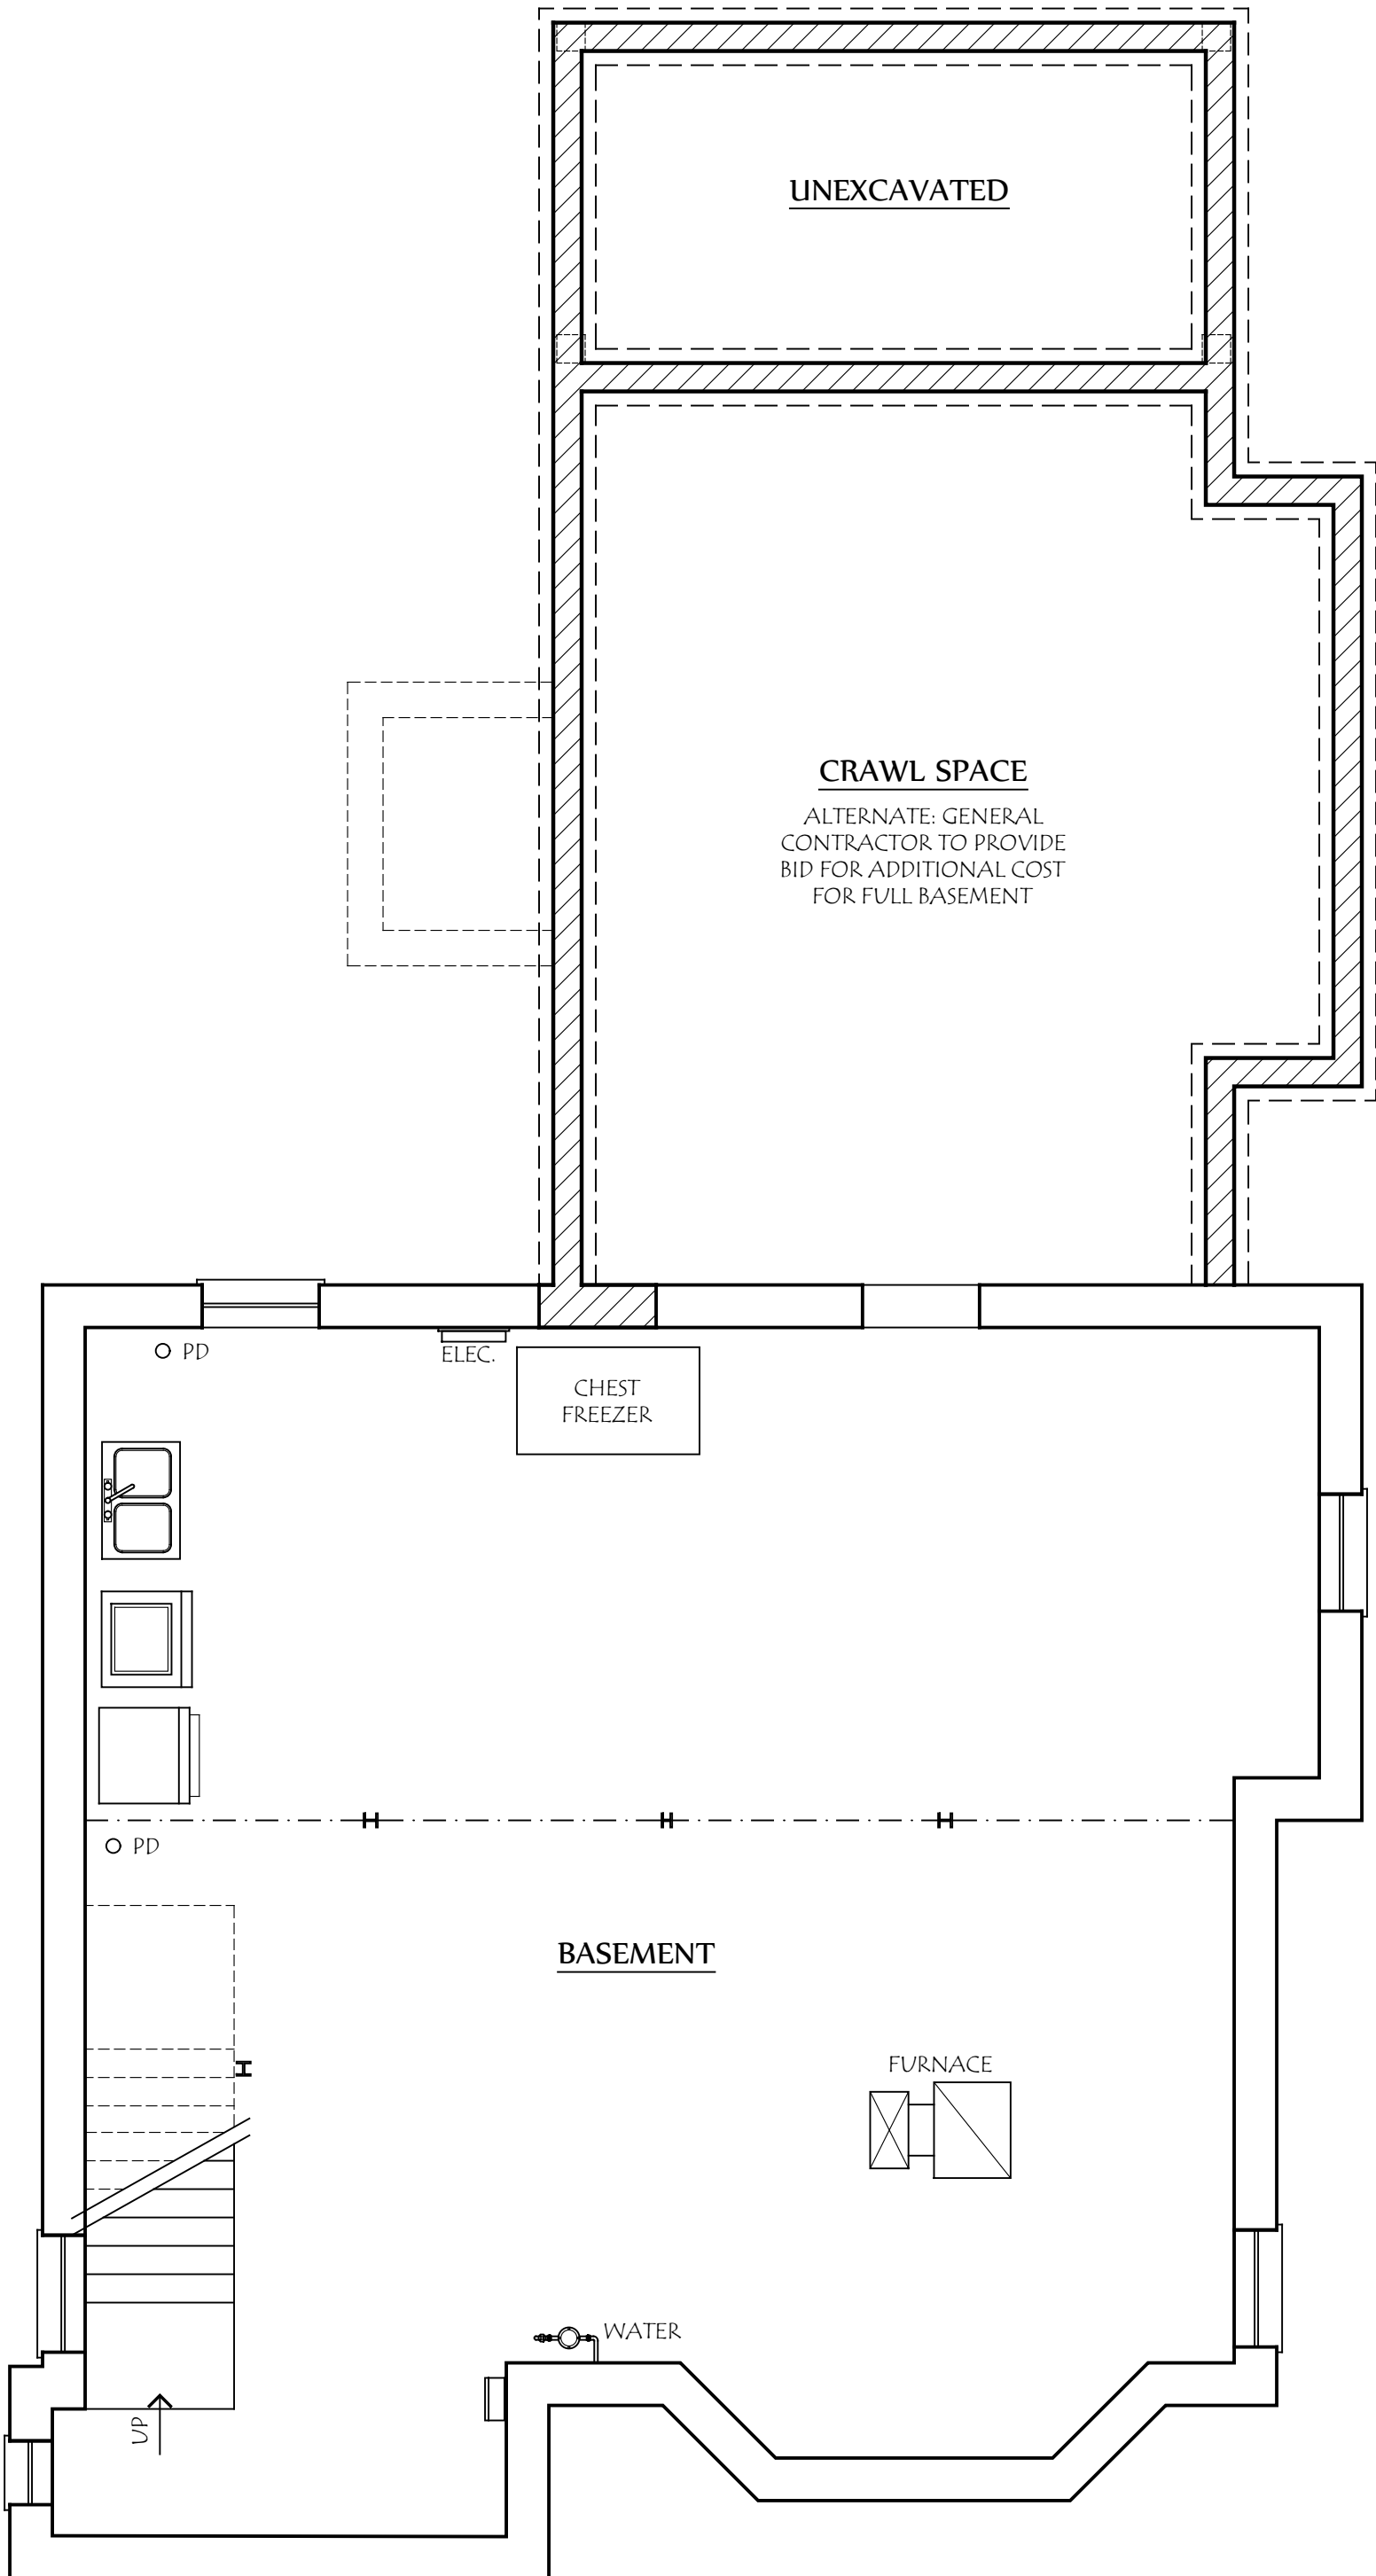 UNEXCAVATED
CRAWL SPACE
ALTERNATE: GENERAL
CONTRACTOR TO PROVIDE
BID FOR ADDITIONAL COST
FOR FULL BASEMENT
PD
ELEC.
CHEST
FREEZER
PD
BASEMENT
FURNACE
WATER
UP